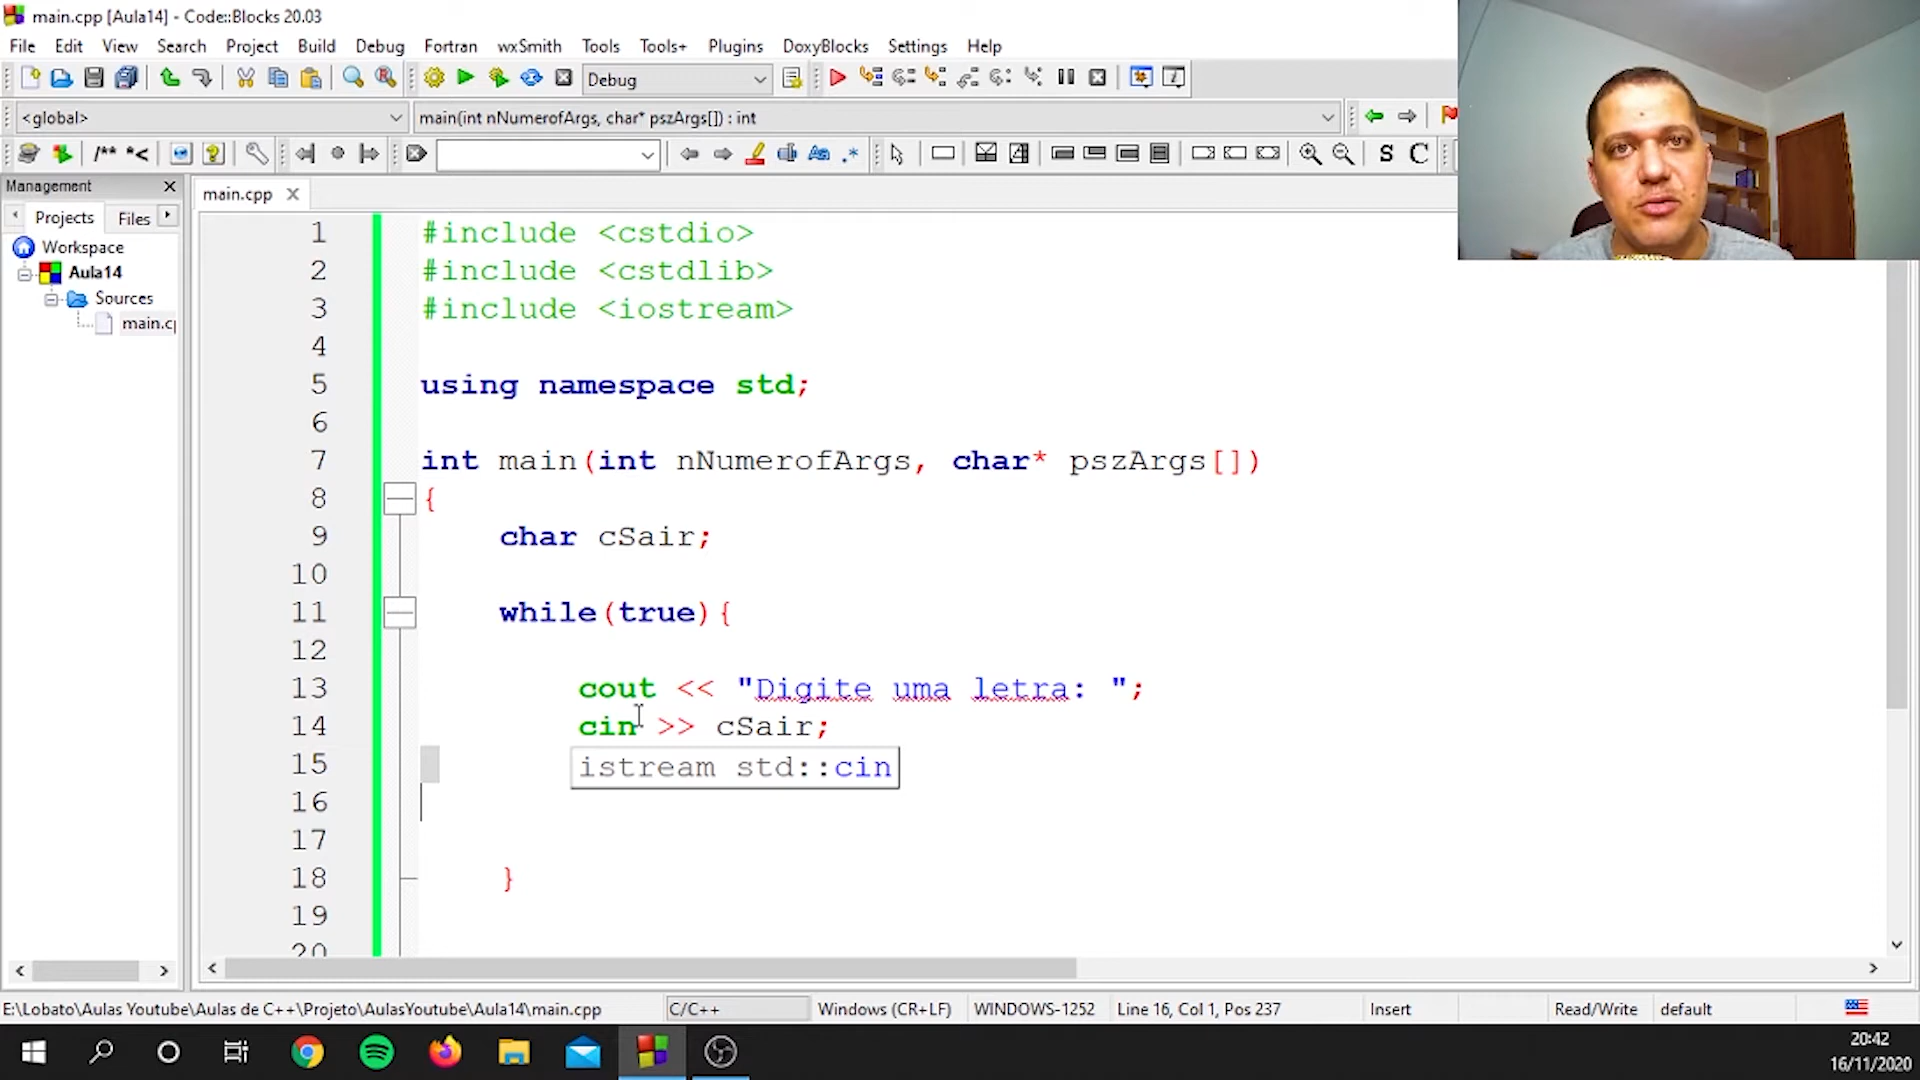 main.cpp [Aula14] - Code::Blocks 20.03
File Edit View Search Project Build Debug Fortran wxSmith Tools Tools+ Plugins DoxyBlocks Settings Help
Debug
<global> main(int nNumerofArgs, char* pszArgs[]) : int
/** *< .* S C
Management
main.cpp
Projects Files
Workspace
Aula14
Sources
main.cp
1 #include <cstdio>
2 #include <cstdlib>
3 #include <iostream>
4
5 using namespace std;
6
7 int main(int nNumerofArgs, char* pszArgs[])
8 {
9 char cSair;
10
11 while(true){
12
13 cout << "Digite uma letra: ";
14 cin >> cSair;
15 istream std::cin
16
17
18 }
19
20
E:\Lobato\Aulas Youtube\Aulas de C++\Projeto\AulasYoutube\Aula14\main.cpp C/C++ Windows (CR+LF) WINDOWS-1252 Line 16, Col 1, Pos 237 Insert Read/Write default
20:42
16/11/2020